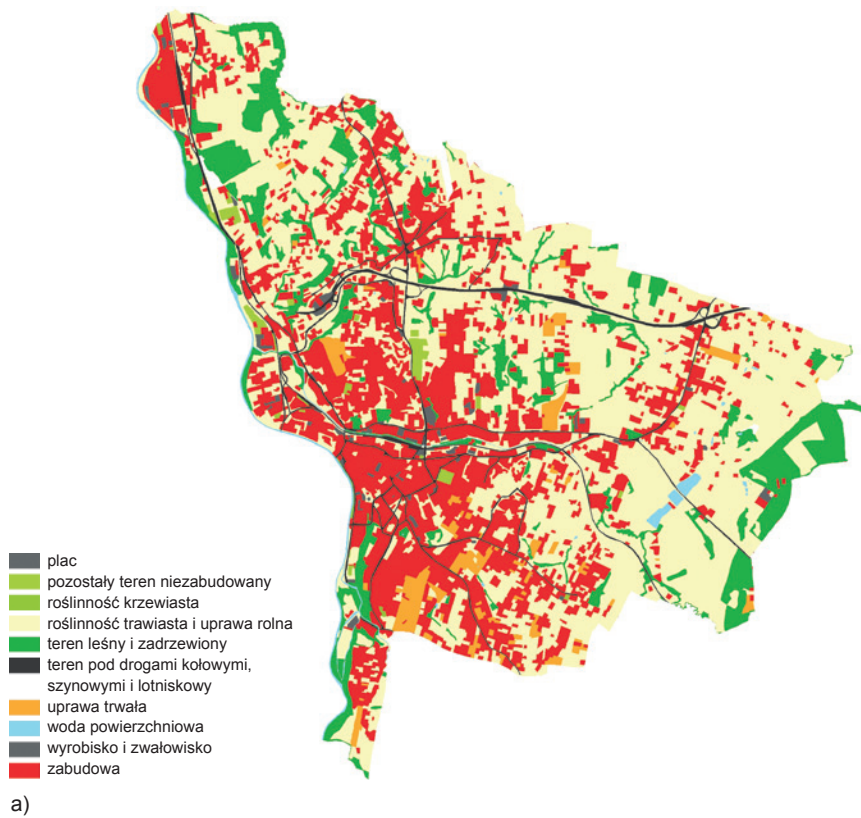 plac
pozostały teren niezabudowany
roślinność krzewiasta
roślinność trawiasta i uprawa rolna
teren leśny i zadrzewiony
teren pod drogami kołowymi,
szynowymi i lotniskowy
uprawa trwała
woda powierzchniowa
wyrobisko i zwałowisko
zabudowa
a)